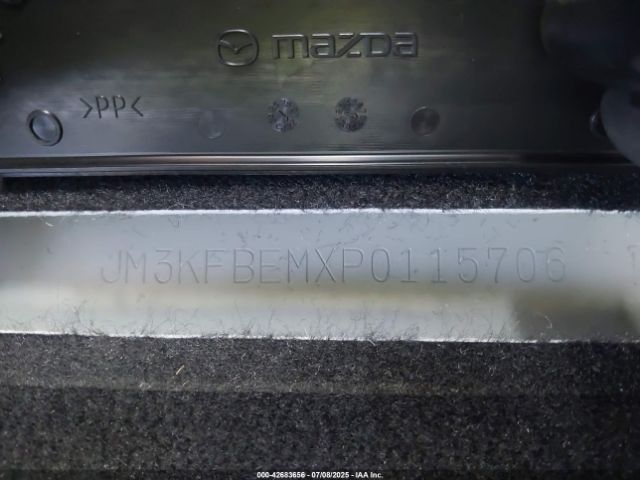 mazda
>PP<
JM3KFBEMXP0115706
000-42683656 - 07/08/2025 - IAA Inc.